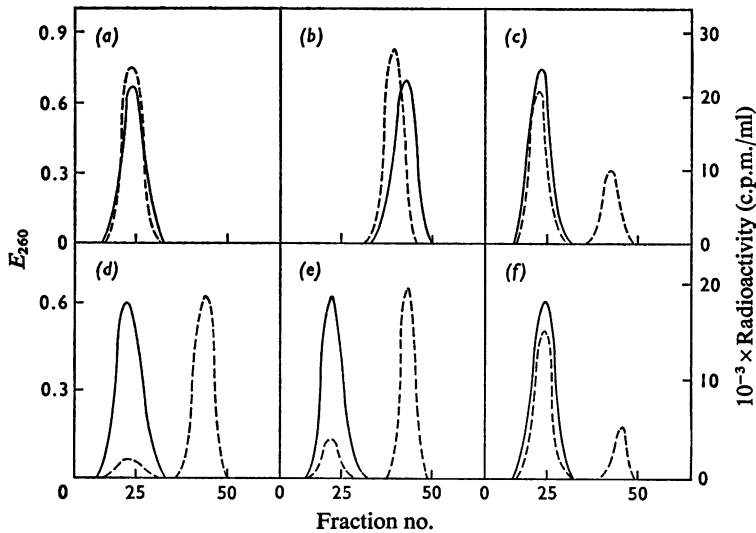 0.9
0.6
0.3
0
E260
(a)
(b)
(c)
30
20
10
0
10−3 × Radioactivity (c.p.m./ml)
(d)
(e)
(f)
0.6
0.3
0
20
10
0
25 50
0 25 50
0 25 50
Fraction no.